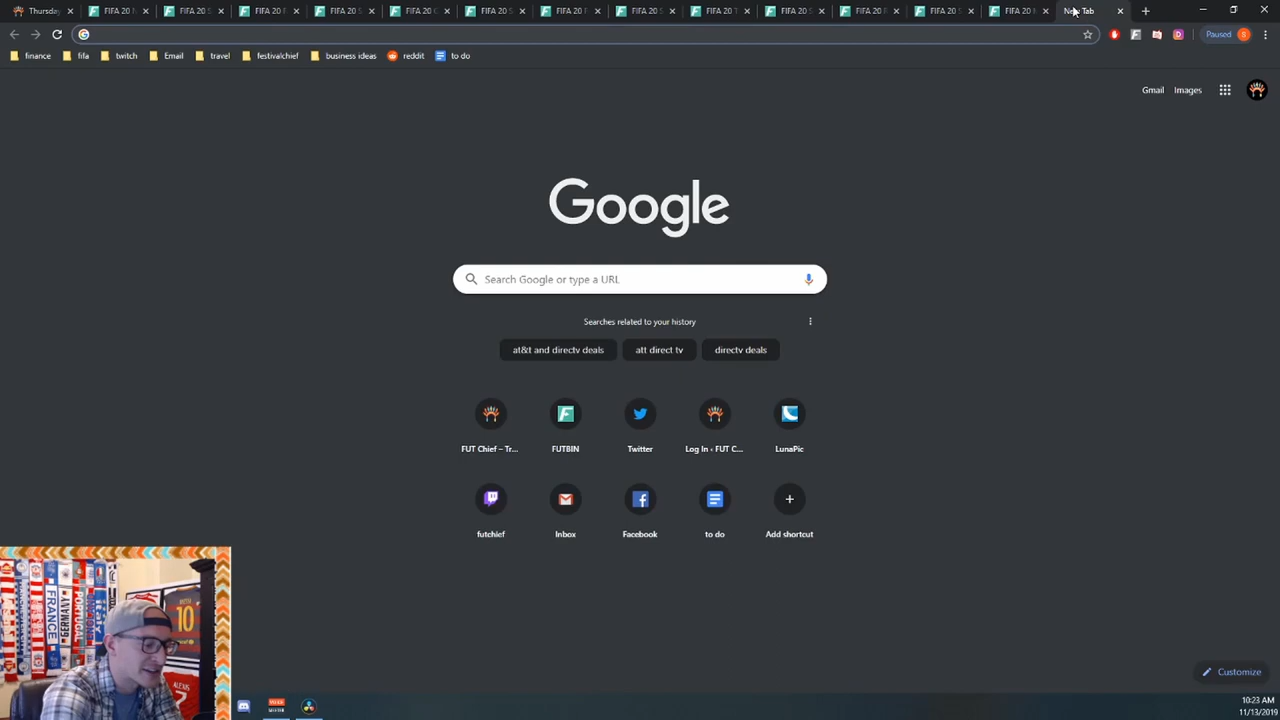 Thursday FIFA 20 FIFA 20 S FIFA 20 FIFA 20 S FIFA 20 FIFA 20 S FIFA 20 FIFA 20 S FIFA 20 T FIFA 20 S FIFA 20 FIFA 20 S FIFA 20 New Tab
Paused S
finance fifa twitch Email travel festivalchief business ideas reddit to do
Gmail Images
Google
Search Google or type a URL
Searches related to your history
at&t and directv deals att direct tv directv deals
FUT Chief – Tr... FUTBIN Twitter Log In ‹ FUT C... LunaPic
futchief Inbox Facebook to do Add shortcut
FRANCE GERMANY PORTUGAL 10
ALEXIS
7
Customize
10:23 AM
11/13/2019